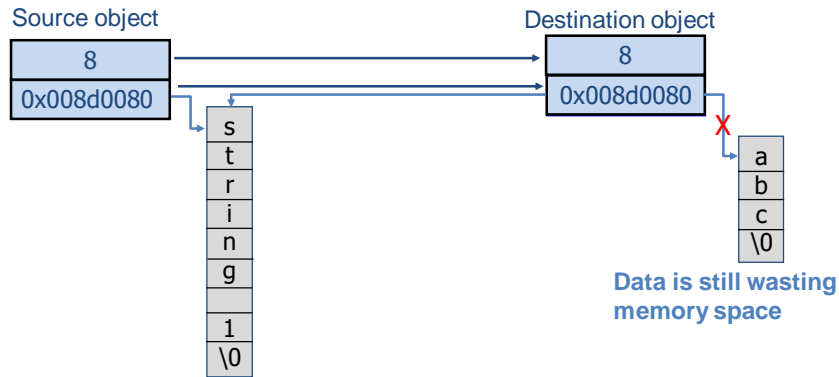 Source object
Destination object
8
8
0x008d0080
0x008d0080
s
t
r
i
n
g
1
\0
X
a
b
c
\0
Data is still wasting
memory space